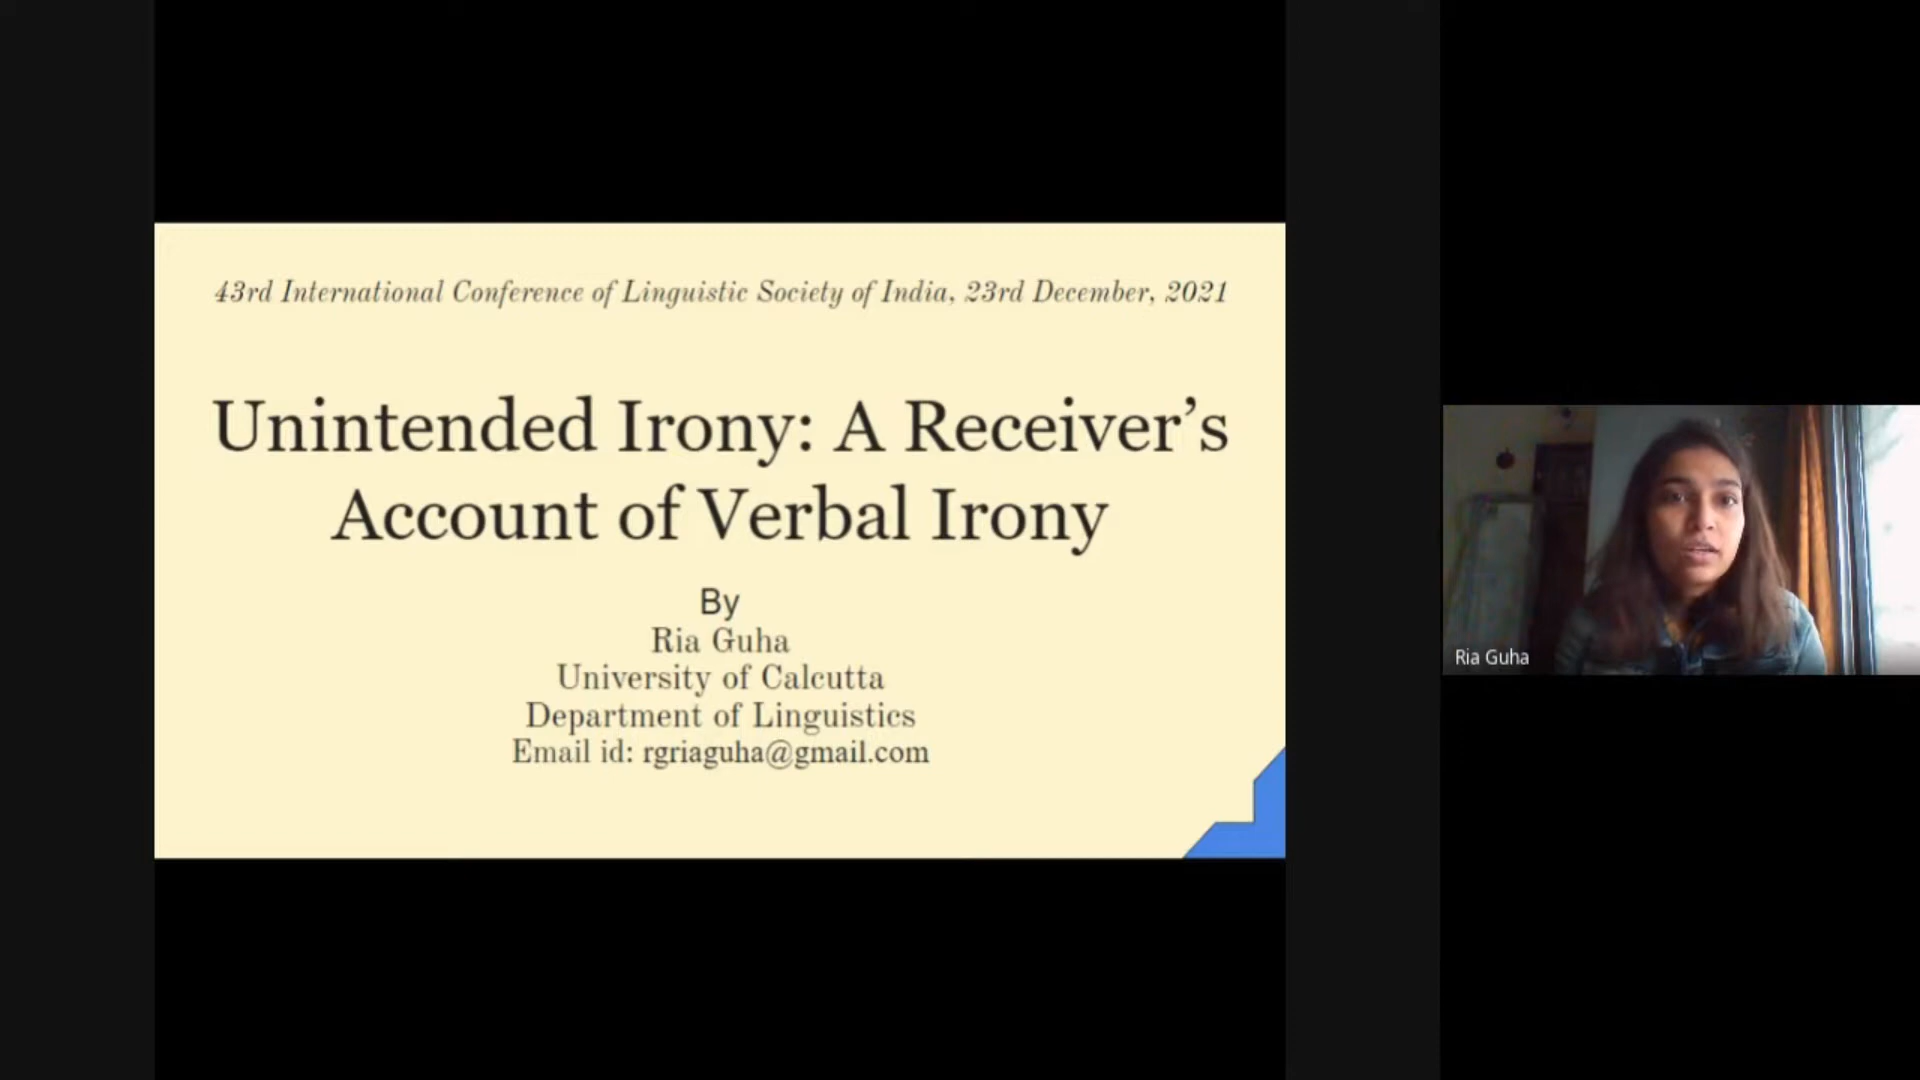 43rd International Conference of Linguistic Society of India, 23rd December, 2021
Unintended Irony: A Receiver’s
Account of Verbal Irony
By
Ria Guha
University of Calcutta
Department of Linguistics
Email id: rgriaguha@gmail.com
Ria Guha